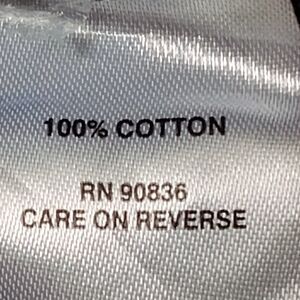 100% COTTON
RN 90836
CARE ON REVERSE